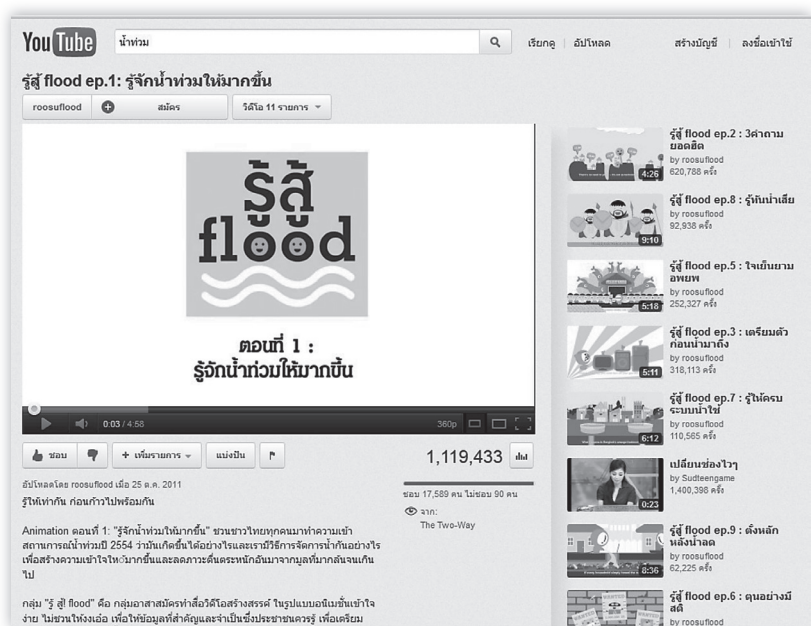 YouTube
น้ำท่วม
เรียกดู
อัปโหลด
สร้างบัญชี
ลงชื่อเข้าใช้
รู้สู้ flood ep.1: รู้จักน้ำท่วมให้มากขึ้น
roosuflood
สมัคร
วิดีโอ 11 รายการ
รู้สู้
flood
ตอนที่ 1 :
รู้จักน้ำท่วมให้มากขึ้น
0:03 / 4:58
360p
ชอบ
+ เพิ่มรายการ
แบ่งปัน
1,119,433
อัปโหลดโดย roosuflood เมื่อ 25 ต.ค. 2011
รู้ให้เท่ากัน ก่อนก้าวไปพร้อมกัน
ชอบ 17,589 คน ไม่ชอบ 90 คน
จาก:
The Two-Way
Animation ตอนที่ 1: "รู้จักน้ำท่วมให้มากขึ้น" ชวนชาวไทยทุกคนมาทำความเข้า
สถานการณ์น้ำท่วมปี 2554 ว่ามันเกิดขึ้นได้อย่างไรและเรามีวิธีการจัดการน้ำกันอย่างไร
เพื่อสร้างความเข้าใจให้มากขึ้นและลดภาวะตื่นตระหนักอันมาจากมูลที่มากล้นจนเกิน
ไป
กลุ่ม "รู้ สู้! flood" คือ กลุ่มอาสาสมัครทำสื่อวิดีโอสร้างสรรค์ ในรูปแบบอนิเมชั่นเข้าใจ
ง่าย ไม่ชวนให้งงเอ๋อ เพื่อให้ข้อมูลที่สำคัญและจำเป็นซึ่งประชาชนควรรู้ เพื่อเตรียม
รู้สู้ flood ep.2 : 3คำถาม
ยอดฮิต
by roosuflood
620,788 ครั้ง
4:26
รู้สู้ flood ep.8 : รู้ทันน้ำเสีย
by roosuflood
92,938 ครั้ง
9:10
รู้สู้ flood ep.5 : ใจเย็นยาม
อพยพ
by roosuflood
252,327 ครั้ง
5:18
รู้สู้ flood ep.3 : เตรียมตัว
ก่อนน้ำมาถึง
by roosuflood
318,113 ครั้ง
5:11
รู้สู้ flood ep.7 : รู้ให้ครบ
ระบบน้ำใช้
by roosuflood
110,565 ครั้ง
6:12
เปลี่ยนช่องไวๆ
by Sudteengame
1,400,398 ครั้ง
0:23
รู้สู้ flood ep.9 : ตั้งหลัก
หลังน้ำลด
by roosuflood
62,225 ครั้ง
8:36
รู้สู้ flood ep.6 : ตุนอย่างมี
สติ
by roosuflood